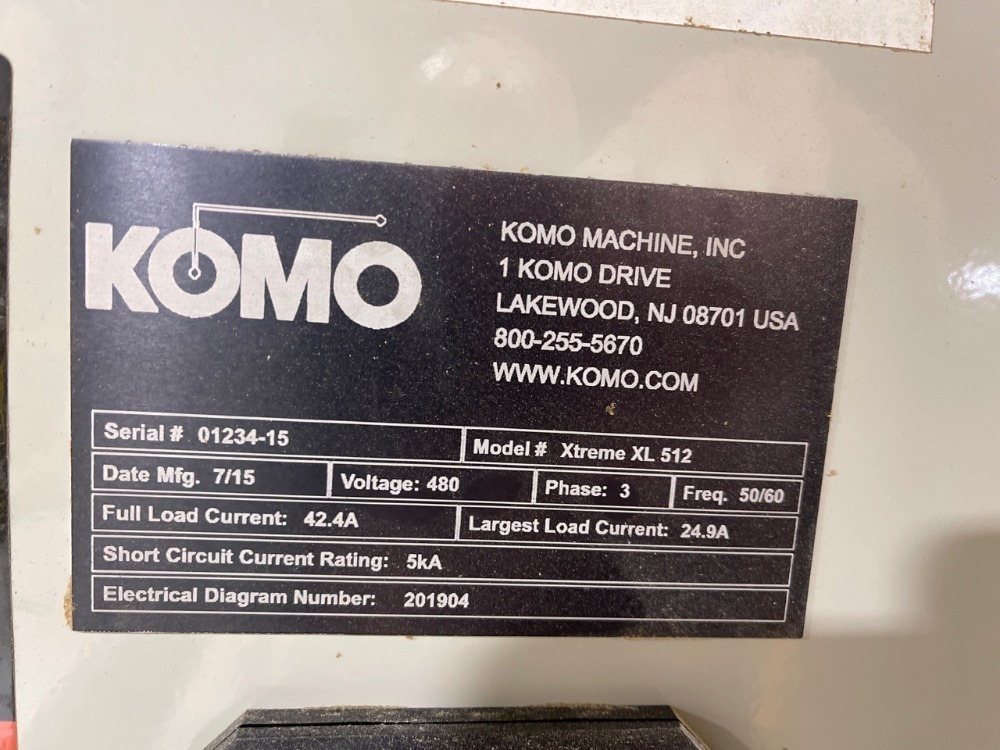 KOMO
KOMO MACHINE, INC
1 KOMO DRIVE
LAKEWOOD, NJ 08701 USA
800-255-5670
WWW.KOMO.COM
Serial # 01234-15 Model # Xtreme XL 512
Date Mfg. 7/15 Voltage: 480 Phase: 3 Freq. 50/60
Full Load Current: 42.4A Largest Load Current: 24.9A
Short Circuit Current Rating: 5kA
Electrical Diagram Number: 201904